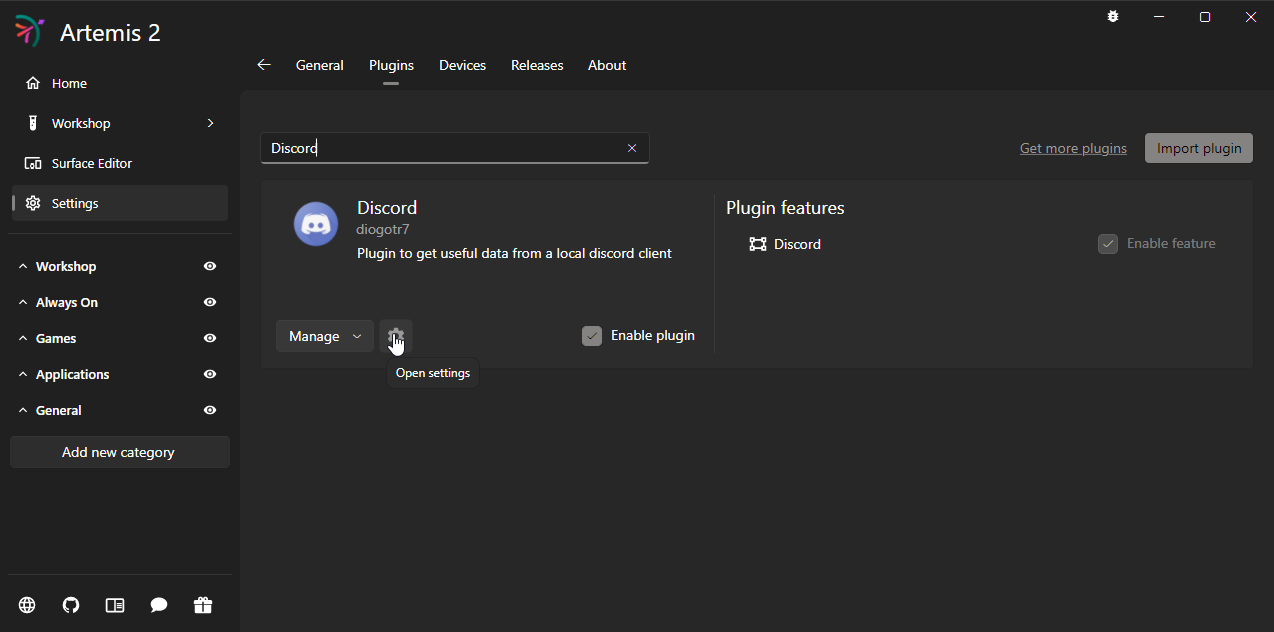 Artemis 2
General Plugins Devices Releases About
Home
Workshop
Surface Editor
Settings
Workshop
Always On
Games
Applications
General
Add new category
Discord
Get more plugins Import plugin
Discord
diogotr7
Plugin to get useful data from a local discord client
Manage
Enable plugin
Open settings
Plugin features
Discord Enable feature